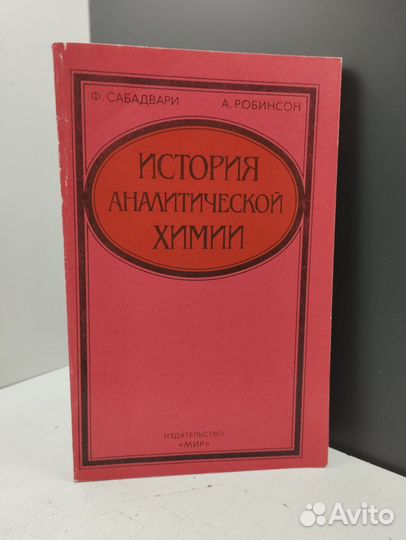 Ф. САБАДВАРИ А. РОБИНСОН
ИСТОРИЯ
АНАЛИТИЧЕСКОЙ
ХИМИИ
ИЗДАТЕЛЬСТВО
«МИР»
Avito